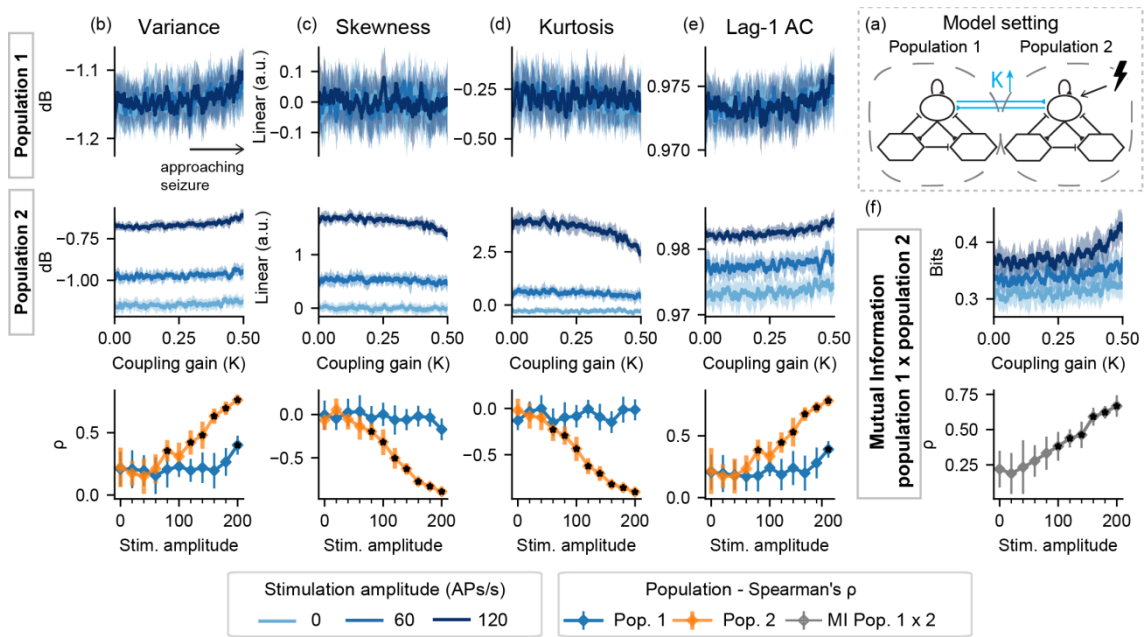 (b) Variance
(c) Skewness
(d) Kurtosis
(e) Lag-1 AC
(a) Model setting
Population 1
Population 2
K
Population 1
dB
−1.1
−1.2
approaching
seizure
Linear (a.u.)
0.1
0.0
−0.1
−0.25
−0.50
0.975
0.970
Population 2
dB
−0.75
−1.00
0.00 0.25 0.50
Coupling gain (K)
Linear (a.u.)
1
0
0.00 0.25 0.50
Coupling gain (K)
2.5
0.0
0.00 0.25 0.50
Coupling gain (K)
0.98
0.97
0.00 0.25 0.50
Coupling gain (K)
(f)
Mutual Information
population 1 x population 2
Bits
0.4
0.3
0.00 0.25 0.50
Coupling gain (K)
ρ
0.5
0.0
0 100 200
Stim. amplitude
0.0
−0.5
0 100 200
Stim. amplitude
0.0
−0.5
0 100 200
Stim. amplitude
0.5
0.0
0 100 200
Stim. amplitude
ρ
0.75
0.50
0.25
0 100 200
Stim. amplitude
Stimulation amplitude (APs/s)
0 60 120
Population - Spearman's ρ
Pop. 1 Pop. 2 MI Pop. 1 x 2